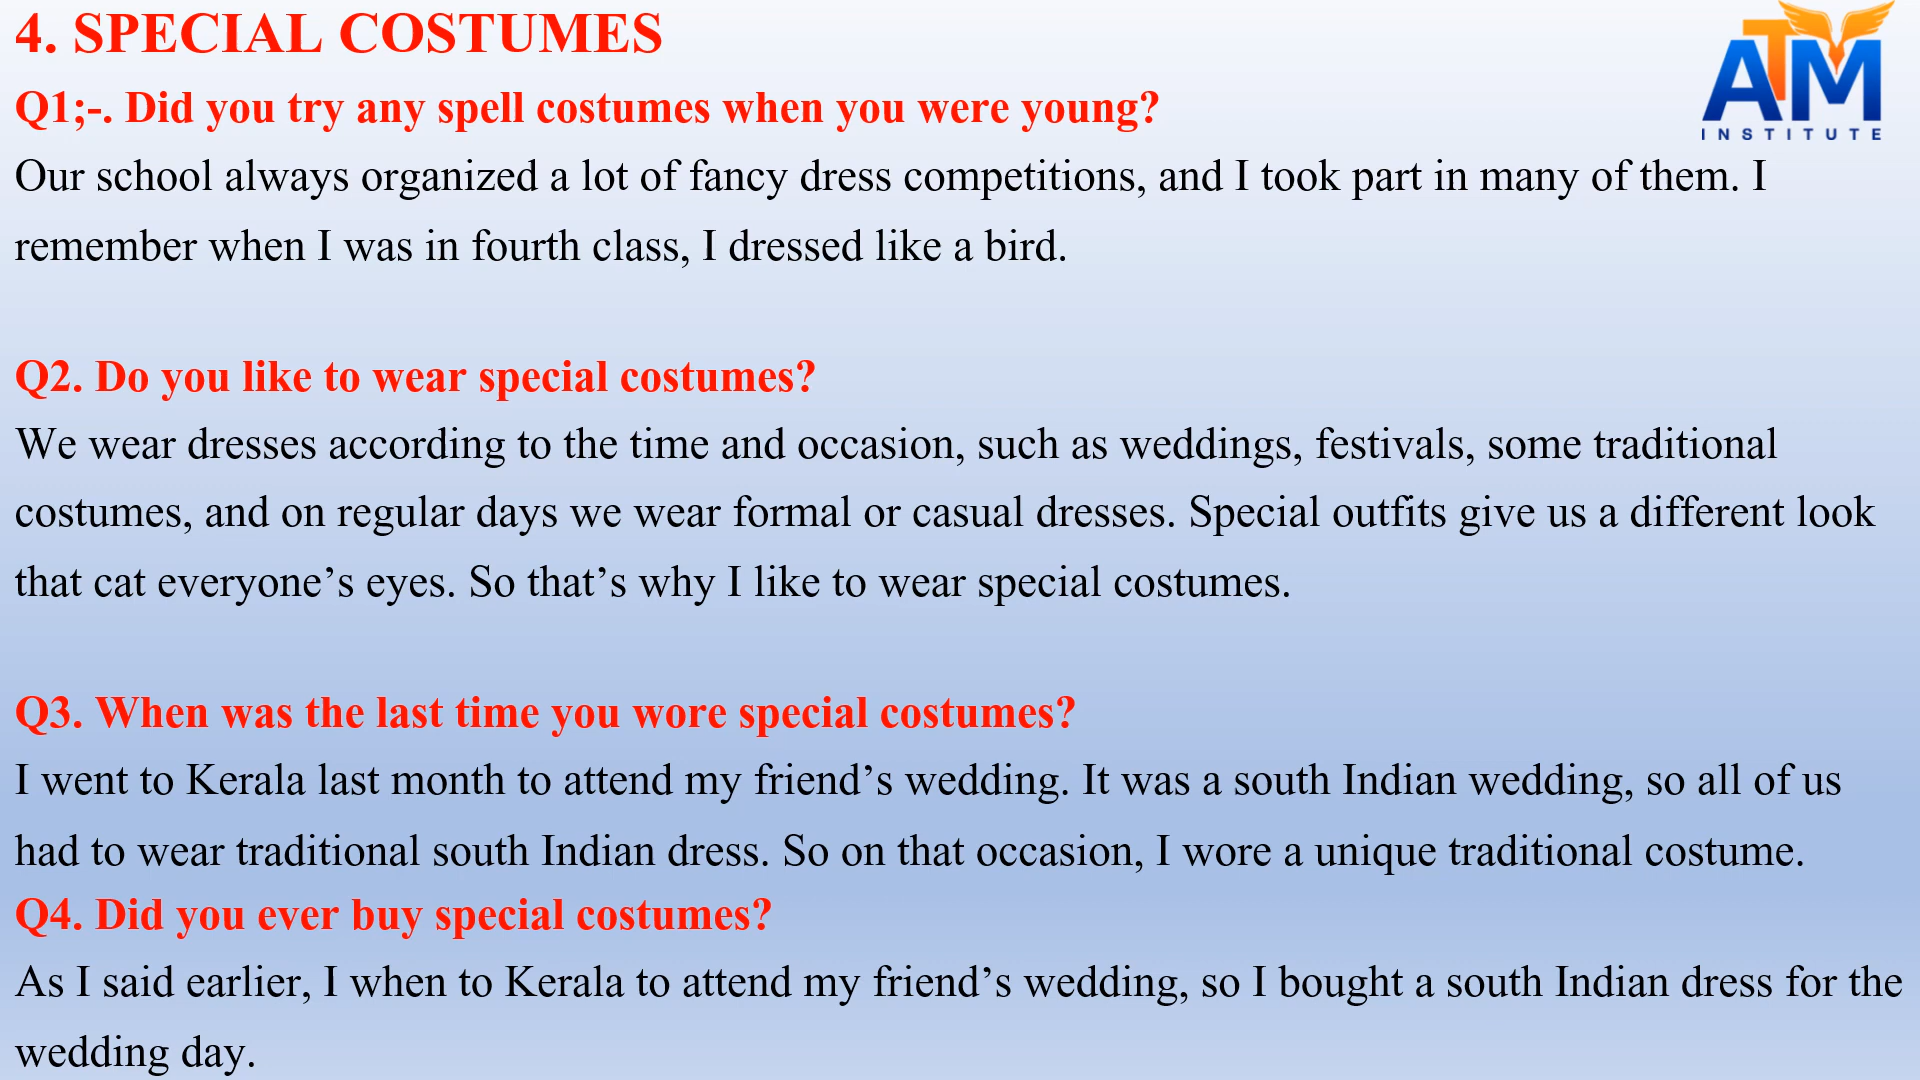 4. SPECIAL COSTUMES
ATM
INSTITUTE
Q1;-. Did you try any spell costumes when you were young?
Our school always organized a lot of fancy dress competitions, and I took part in many of them. I
remember when I was in fourth class, I dressed like a bird.
Q2. Do you like to wear special costumes?
We wear dresses according to the time and occasion, such as weddings, festivals, some traditional
costumes, and on regular days we wear formal or casual dresses. Special outfits give us a different look
that cat everyone’s eyes. So that’s why I like to wear special costumes.
Q3. When was the last time you wore special costumes?
I went to Kerala last month to attend my friend’s wedding. It was a south Indian wedding, so all of us
had to wear traditional south Indian dress. So on that occasion, I wore a unique traditional costume.
Q4. Did you ever buy special costumes?
As I said earlier, I when to Kerala to attend my friend’s wedding, so I bought a south Indian dress for the
wedding day.